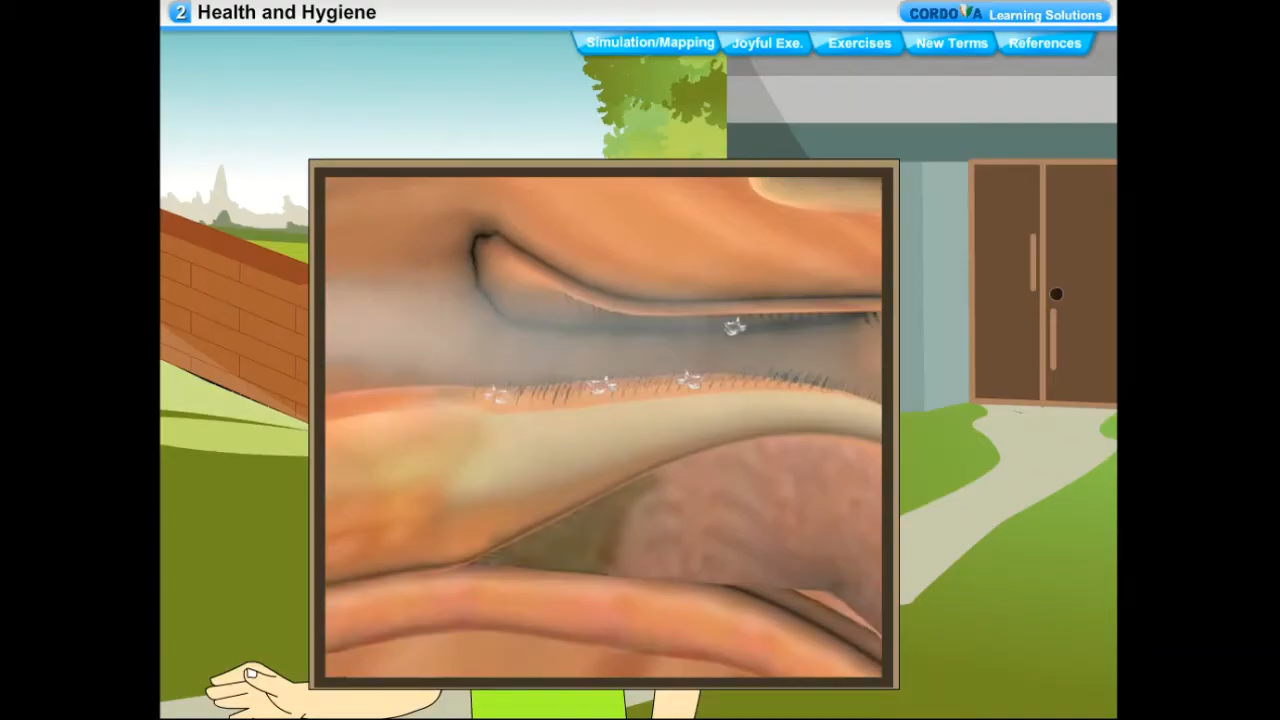 2 Health and Hygiene
CORDOVA Learning Solutions
Simulation/Mapping Joyful Exe. Exercises New Terms References